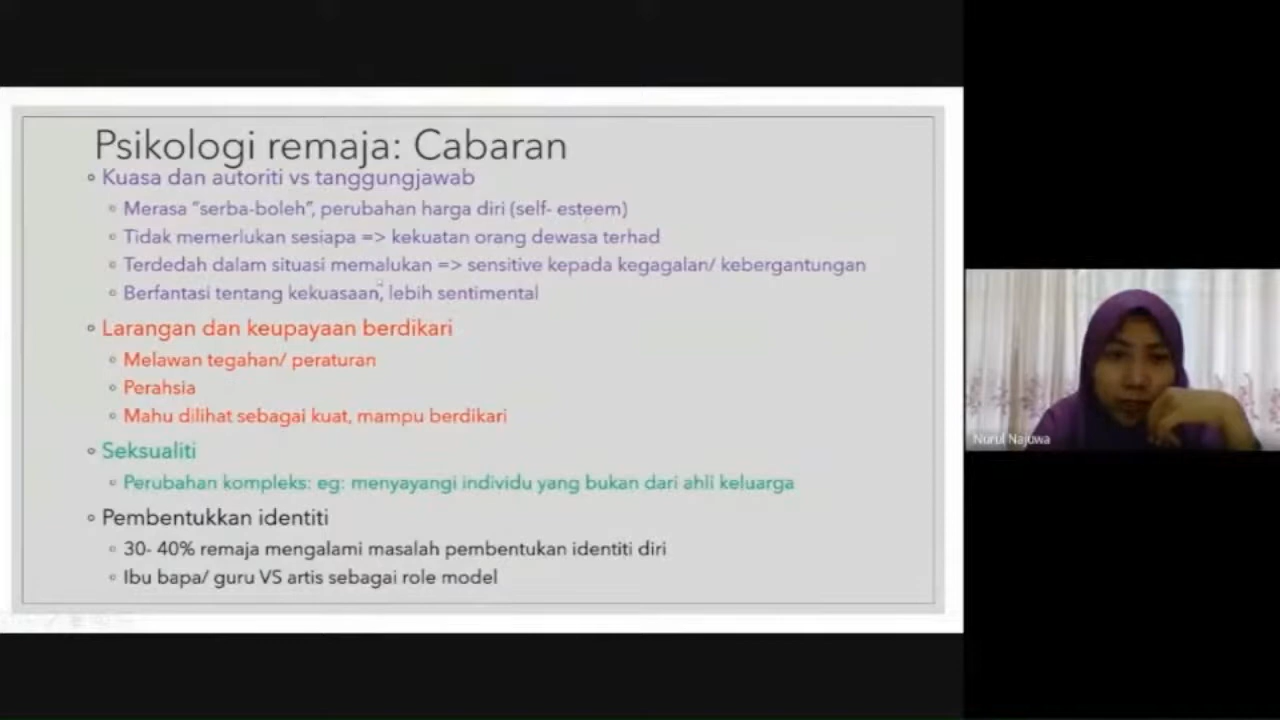 Psikologi remaja: Cabaran
Kuasa dan autoriti vs tanggungjawab
Merasa "serba-boleh", perubahan harga diri (self- esteem)
Tidak memerlukan sesiapa => kekuatan orang dewasa terhad
Terdedah dalam situasi memalukan => sensitive kepada kegagalan/ kebergantungan
Berfantasi tentang kekuasaan, lebih sentimental
Larangan dan keupayaan berdikari
Melawan tegahan/ peraturan
Perahsia
Mahu dilihat sebagai kuat, mampu berdikari
Seksualiti
Perubahan kompleks: eg: menyayangi individu yang bukan dari ahli keluarga
Pembentukkan identiti
30- 40% remaja mengalami masalah pembentukan identiti diri
Ibu bapa/ guru VS artis sebagai role model
Nurul Najuwa